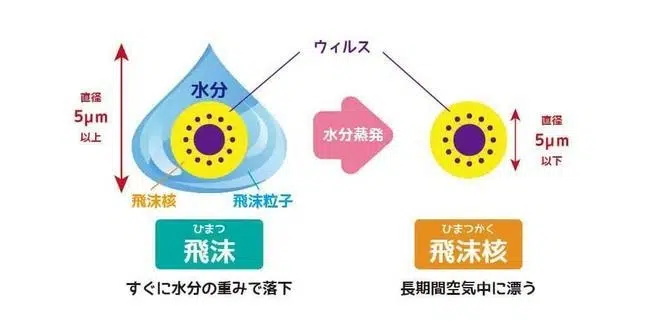 ウィルス
直径
5μm
以上
水分
飛沫核
飛沫粒子
水分蒸発
直径
5μm
以下
ひまつ
飛沫
すぐに水分の重みで落下
ひまつかく
飛沫核
長期間空気中に漂う